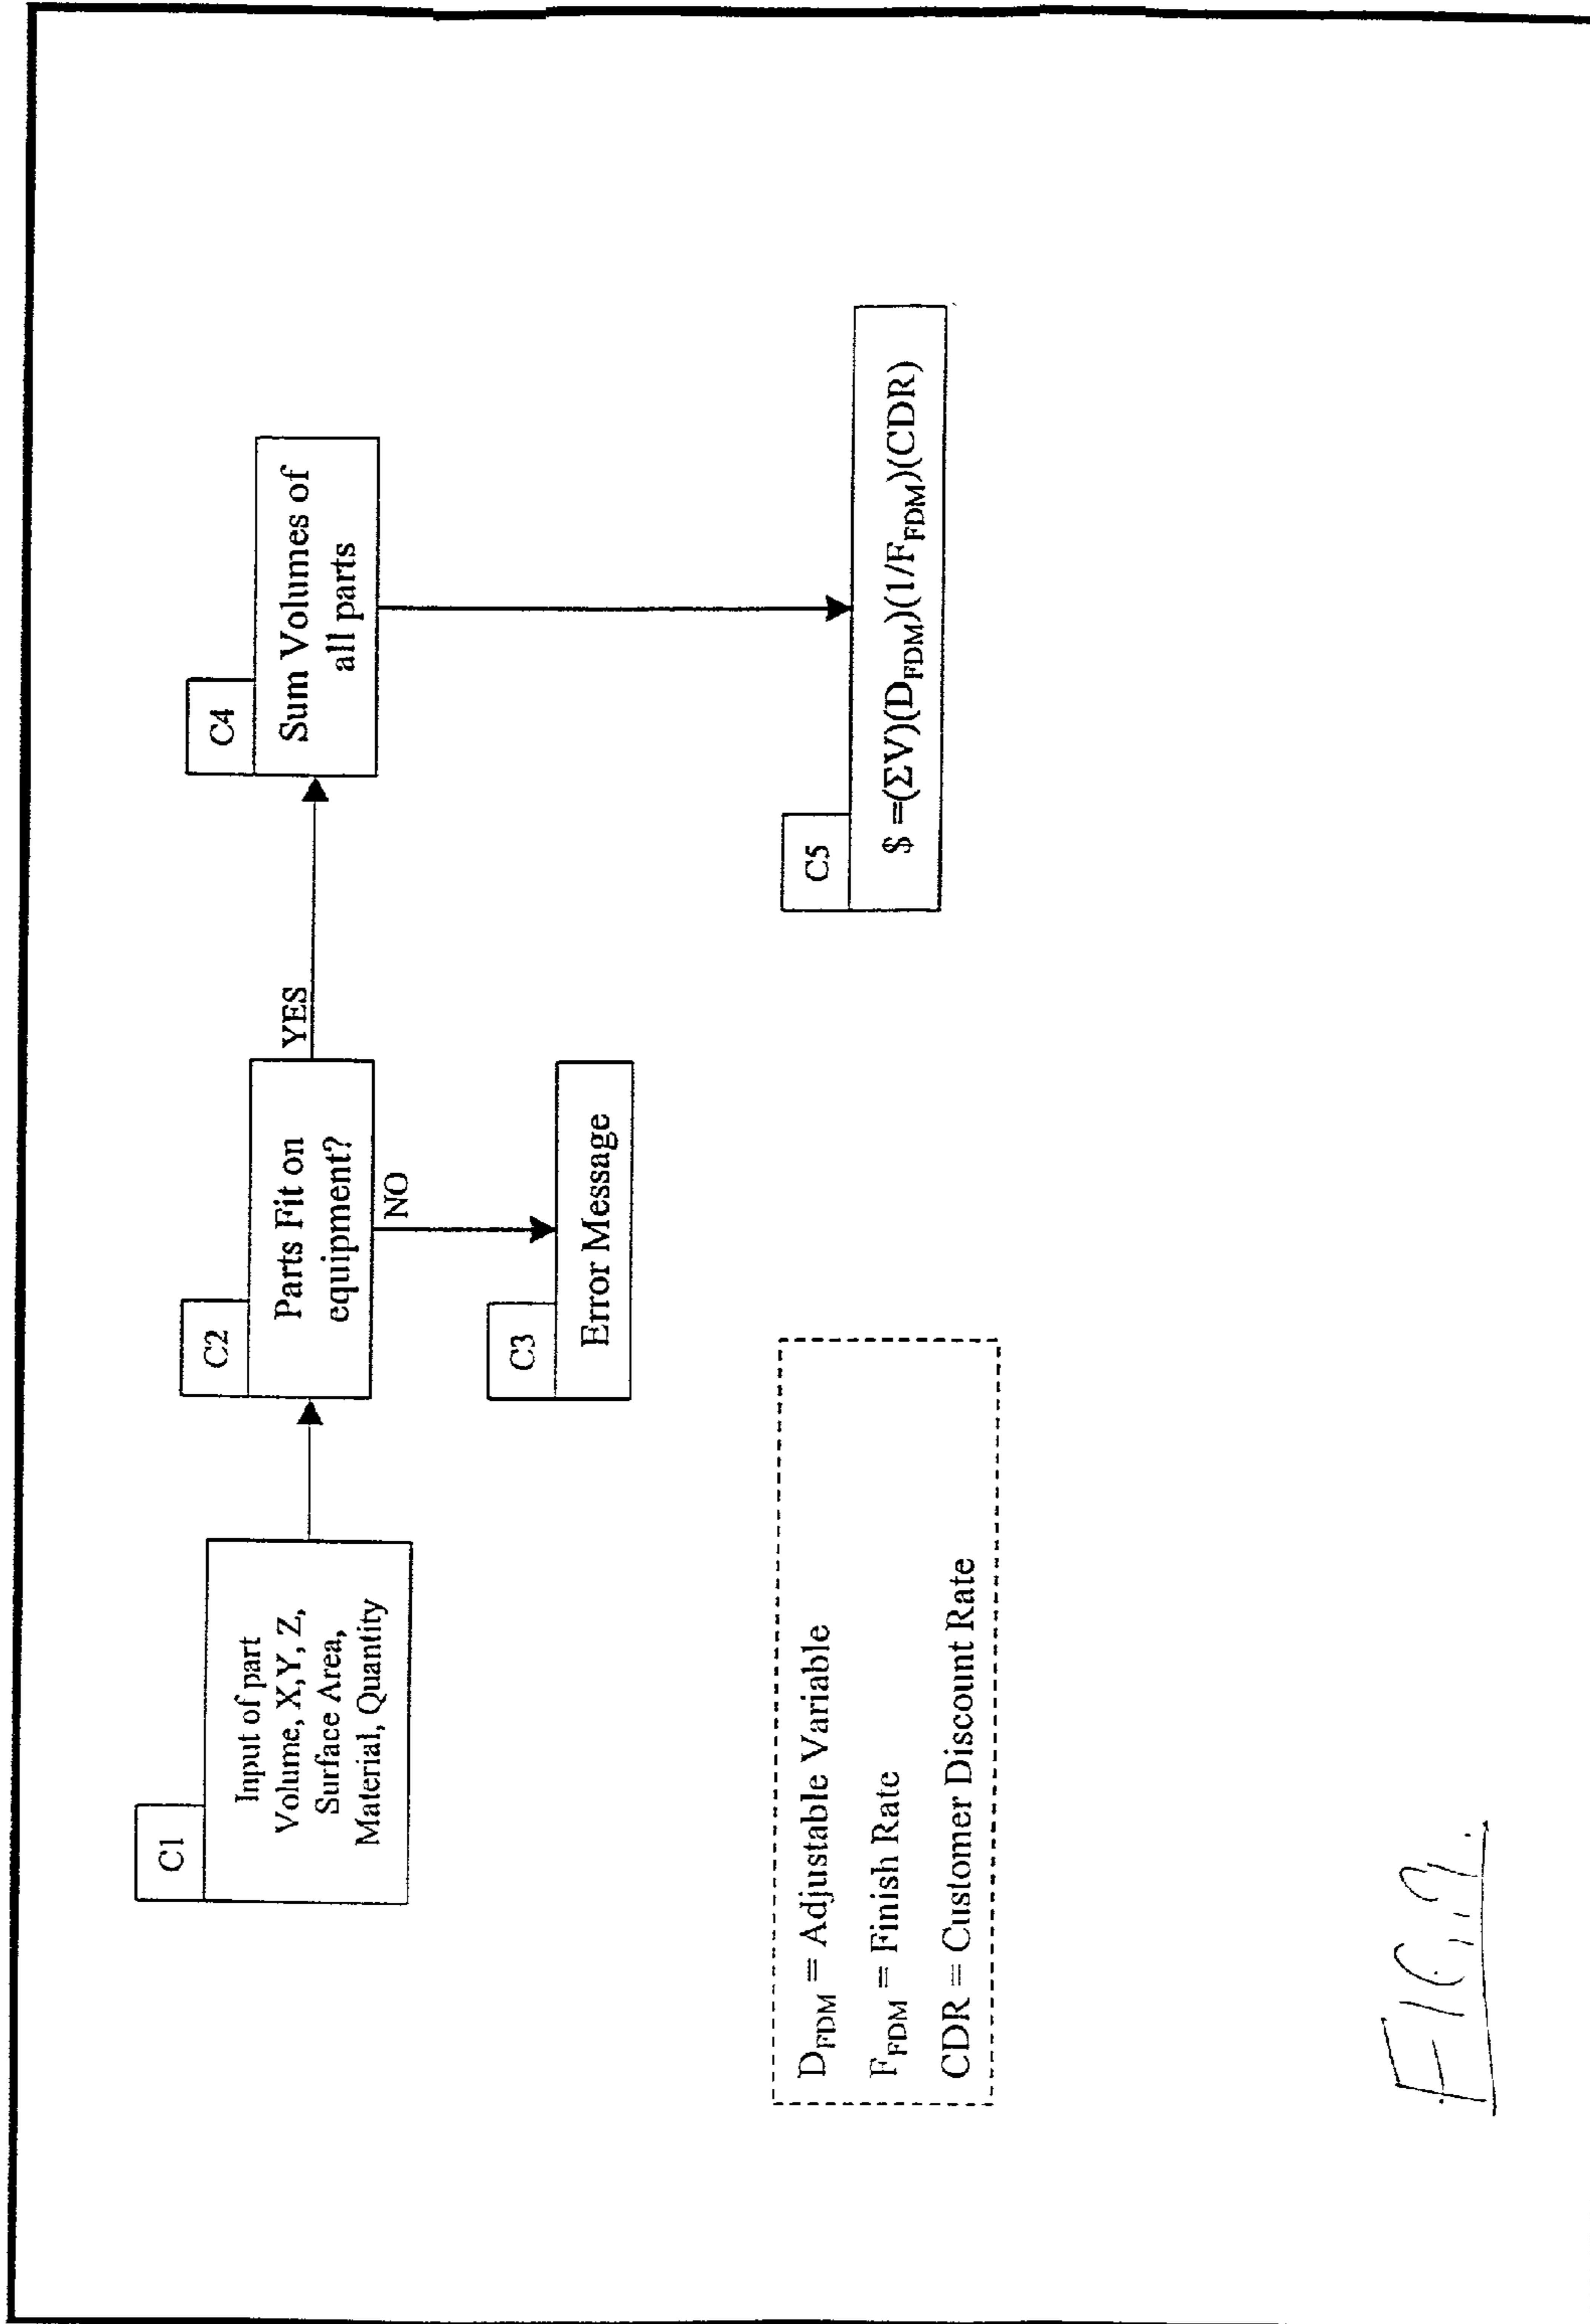 C1
Input of part
Volume, X,Y, Z,
Surface Area,
Material, Quantity
C2
Parts Fit on
equipment?
YES
NO
C3
Error Message
C4
Sum Volumes of
all parts
C5
$ =(ΣV)(D_FDM)(1/F_FDM)(CDR)
D_FDM = Adjustable Variable
F_FDM = Finish Rate
CDR = Customer Discount Rate